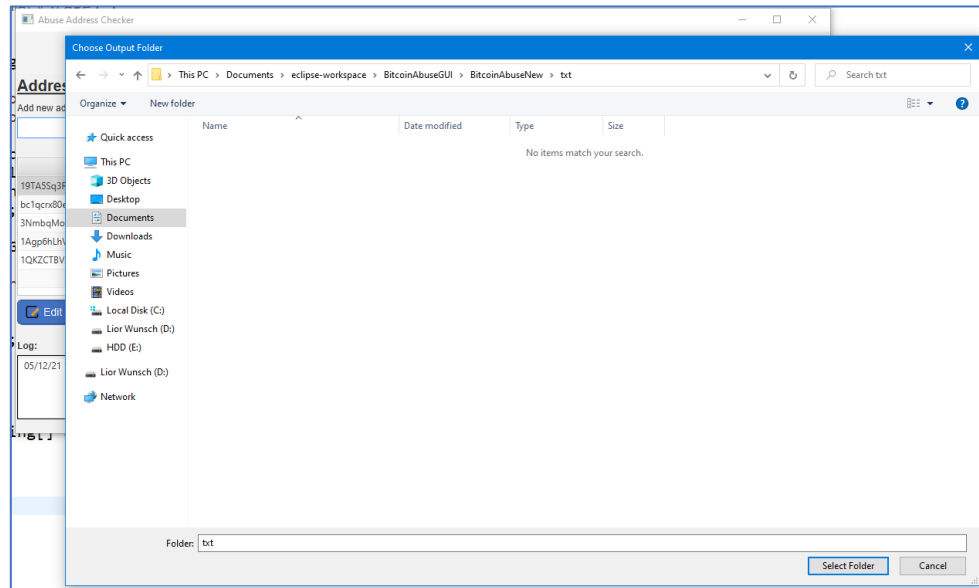 Abuse Address Checker
Choose Output Folder
This PC › Documents › eclipse-workspace › BitcoinAbuseGUI › BitcoinAbuseNew › txt
Search txt
Addres
Add new ad
Organize
New folder
Name
Date modified
Type
Size
No items match your search.
Quick access
This PC
3D Objects
Desktop
Documents
Downloads
Music
Pictures
Videos
Local Disk (C:)
Lior Wunsch (D:)
HDD (E:)
Lior Wunsch (D:)
Network
19TA5Sq3F
bc1qcrx80e
3NmbqMo
1Agp6hLh
1QKZCTBV
Edit
Log:
05/12/21
ing[]
Folder: txt
Select Folder
Cancel